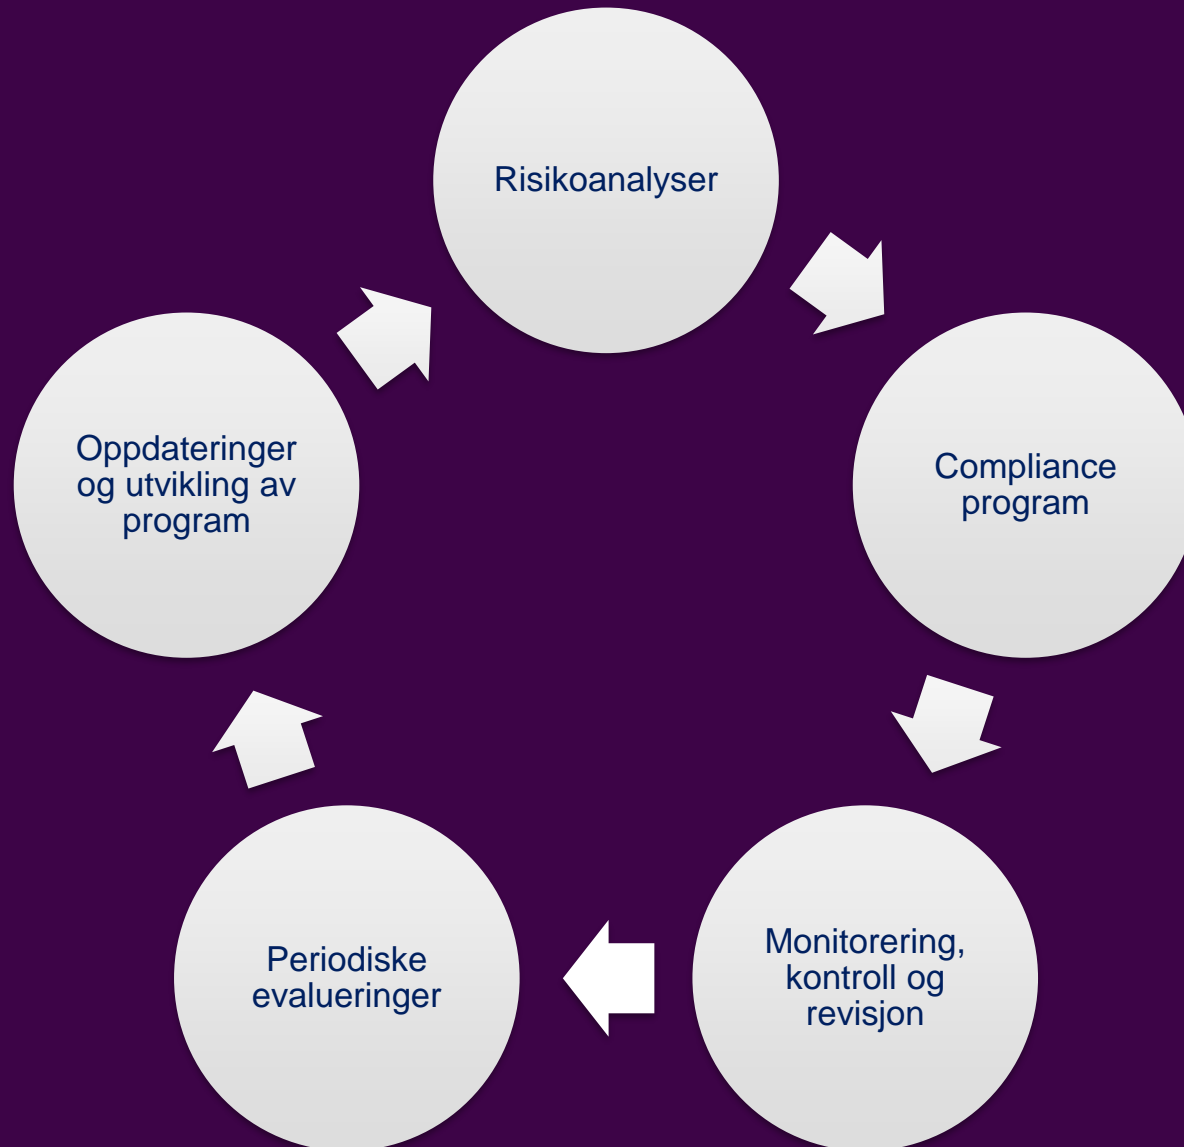 Risikoanalyser
Compliance
program
Monitorering,
kontroll og
revisjon
Periodiske
evalueringer
Oppdateringer
og utvikling av
program